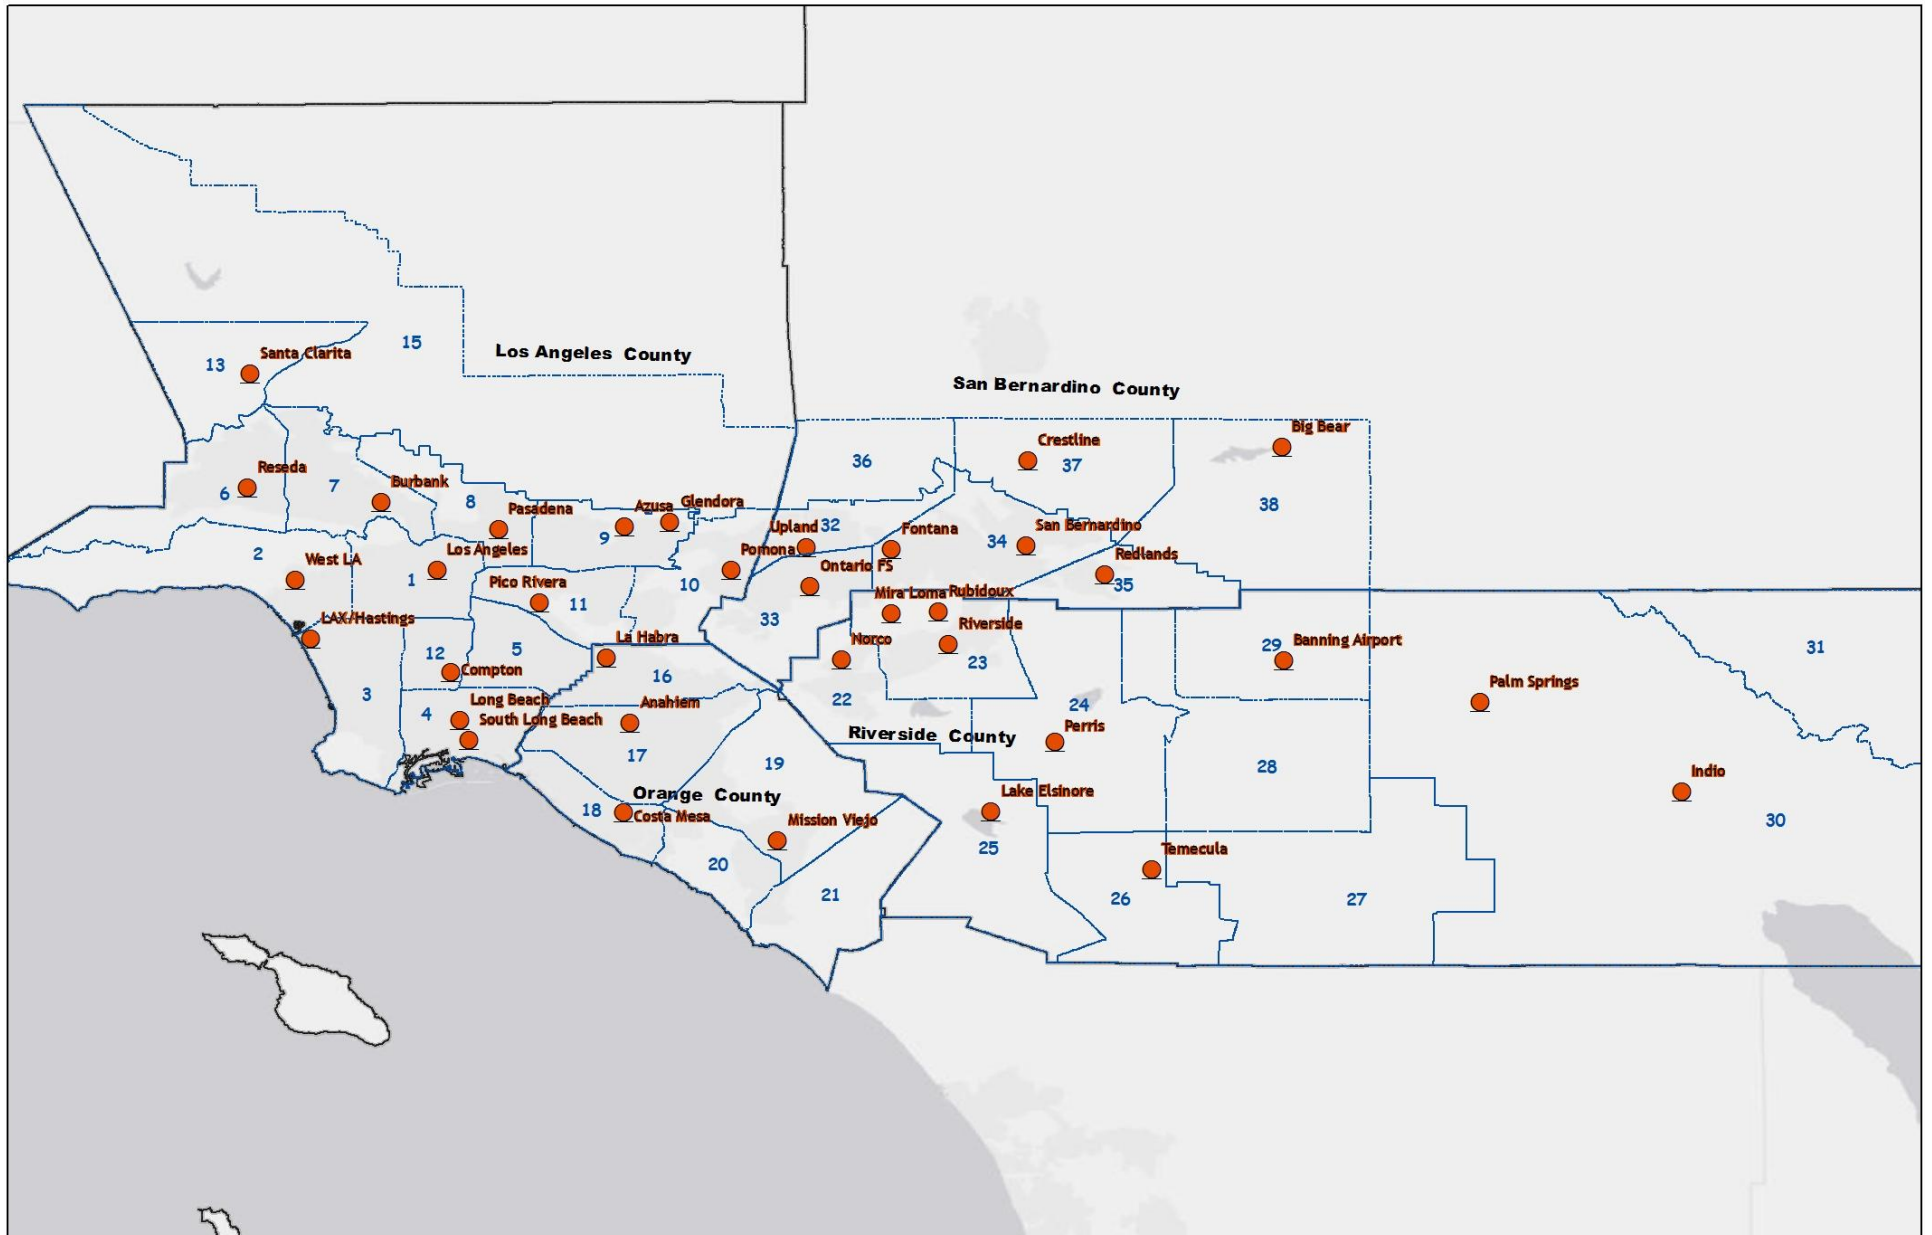 15
Los Angeles County
13
Santa Clarita
San Bernardino County
Big Bear
Crestline
36
37
Reseda
6
7
Burbank
8
Pasadena
Azusa
Glendora
38
9
Upland
32
Fontana
34
San Bernardino
2
West LA
Los Angeles
1
Pomona
Ontario FS
Redlands
35
Pico Rivera
11
10
Mira Loma
Rubidoux
33
LAX/Hastings
Riverside
La Habra
Norco
23
29
Banning Airport
31
12
5
Compton
16
3
22
Palm Springs
Long Beach
Anahiem
24
4
South Long Beach
Perris
Riverside County
17
19
28
Indio
Orange County
Lake Elsinore
18
Costa Mesa
Mission Viejo
30
25
Temecula
20
21
26
27